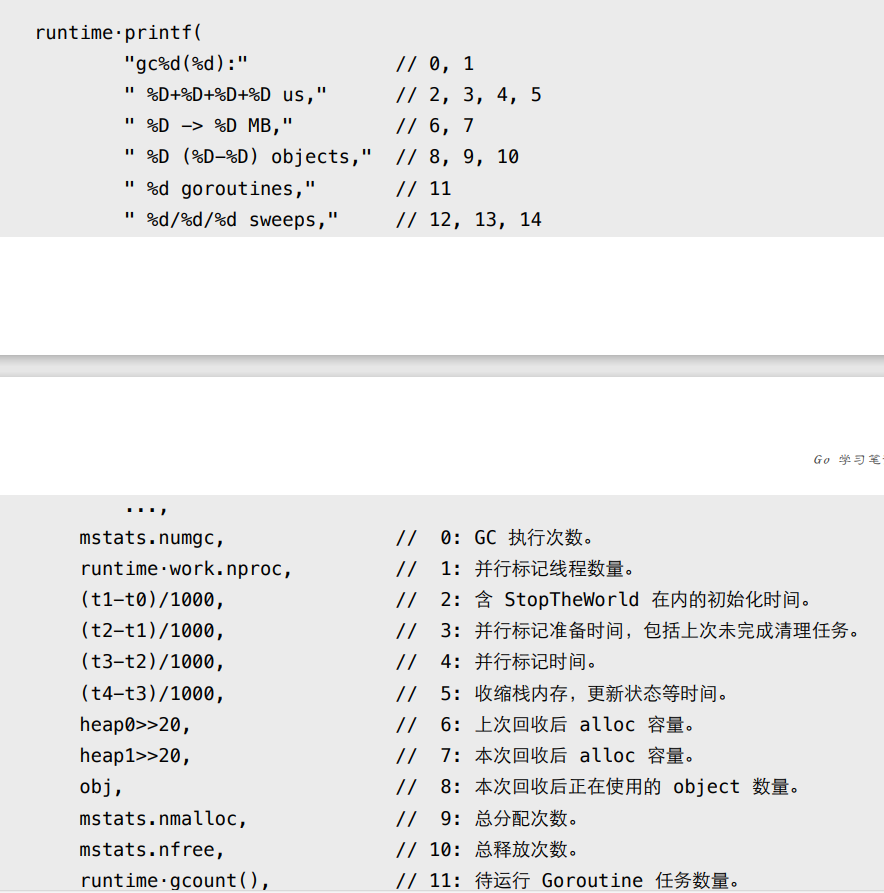 runtime·printf(
"gc%d(%d):" // 0, 1
" %D+%D+%D+%D us," // 2, 3, 4, 5
" %D -> %D MB," // 6, 7
" %D (%D-%D) objects," // 8, 9, 10
" %d goroutines," // 11
" %d/%d/%d sweeps," // 12, 13, 14
Go 学习笔
...,
mstats.numgc, // 0: GC 执行次数。
runtime·work.nproc, // 1: 并行标记线程数量。
(t1-t0)/1000, // 2: 含 StopTheWorld 在内的初始化时间。
(t2-t1)/1000, // 3: 并行标记准备时间，包括上次未完成清理任务。
(t3-t2)/1000, // 4: 并行标记时间。
(t4-t3)/1000, // 5: 收缩栈内存，更新状态等时间。
heap0>>20, // 6: 上次回收后 alloc 容量。
heap1>>20, // 7: 本次回收后 alloc 容量。
obj, // 8: 本次回收后正在使用的 object 数量。
mstats.nmalloc, // 9: 总分配次数。
mstats.nfree, // 10: 总释放次数。
runtime·gcount(), // 11: 待运行 Goroutine 任务数量。